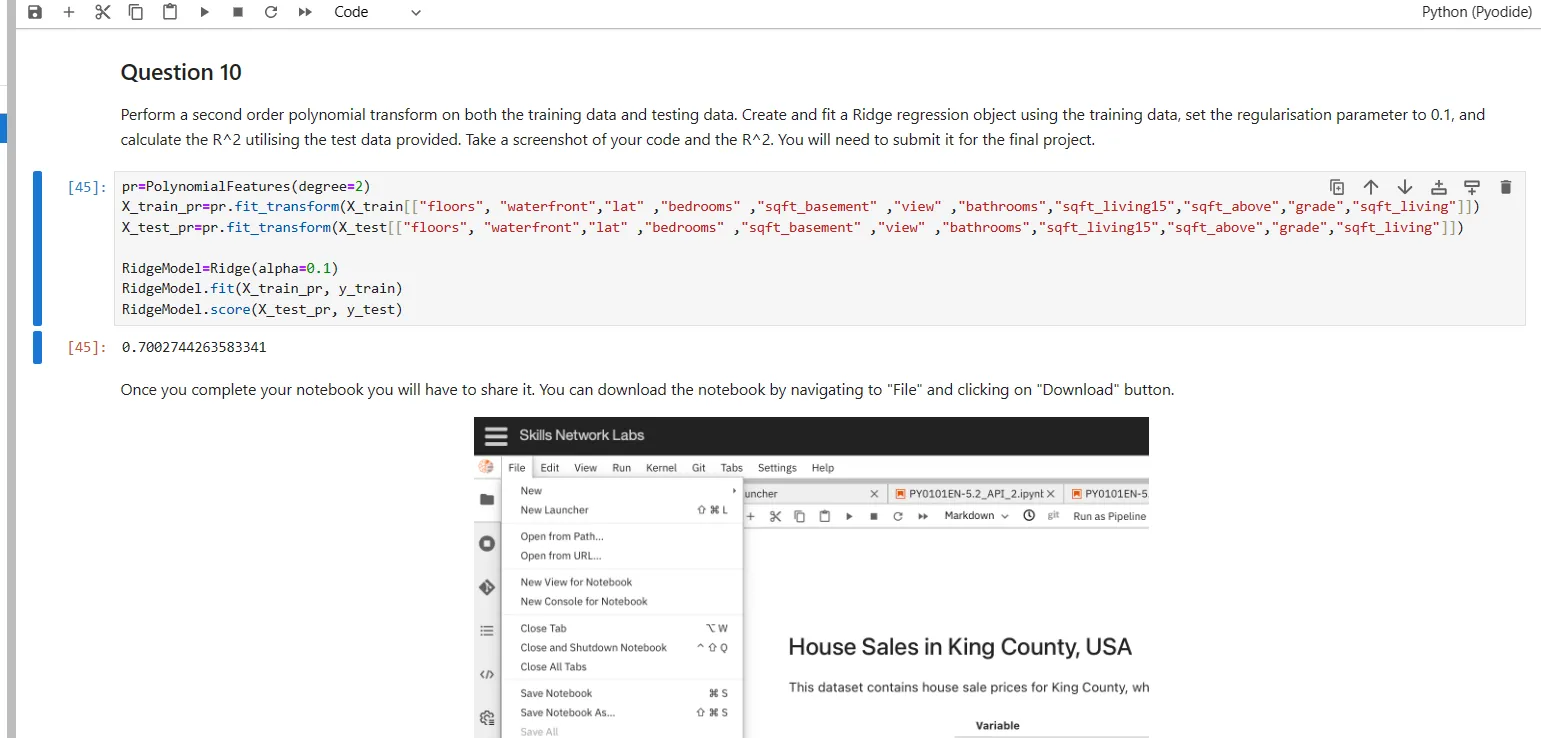 Code
Python (Pyodide)
Question 10
Perform a second order polynomial transform on both the training data and testing data. Create and fit a Ridge regression object using the training data, set the regularisation parameter to 0.1, and
calculate the R^2 utilising the test data provided. Take a screenshot of your code and the R^2. You will need to submit it for the final project.
[45]: pr=PolynomialFeatures(degree=2)
X_train_pr=pr.fit_transform(X_train[["floors", "waterfront","lat" ,"bedrooms" ,"sqft_basement" ,"view" ,"bathrooms","sqft_living15","sqft_above","grade","sqft_living"]])
X_test_pr=pr.fit_transform(X_test[["floors", "waterfront","lat" ,"bedrooms" ,"sqft_basement" ,"view" ,"bathrooms","sqft_living15","sqft_above","grade","sqft_living"]])
RidgeModel=Ridge(alpha=0.1)
RidgeModel.fit(X_train_pr, y_train)
RidgeModel.score(X_test_pr, y_test)
[45]: 0.7002744263583341
Once you complete your notebook you will have to share it. You can download the notebook by navigating to "File" and clicking on "Download" button.
Skills Network Labs
File Edit View Run Kernel Git Tabs Settings Help
New
uncher
PY0101EN-5.2_API_2.ipynb
PY0101EN-5.
New Launcher ⇧ ⌘ L
Markdown
git
Run as Pipeline
Open from Path...
Open from URL...
New View for Notebook
New Console for Notebook
Close Tab ⌥ W
Close and Shutdown Notebook ^ ⇧ Q
House Sales in King County, USA
Close All Tabs
This dataset contains house sale prices for King County, wh
Save Notebook ⌘ S
Save Notebook As... ⇧ ⌘ S
Variable
Save All